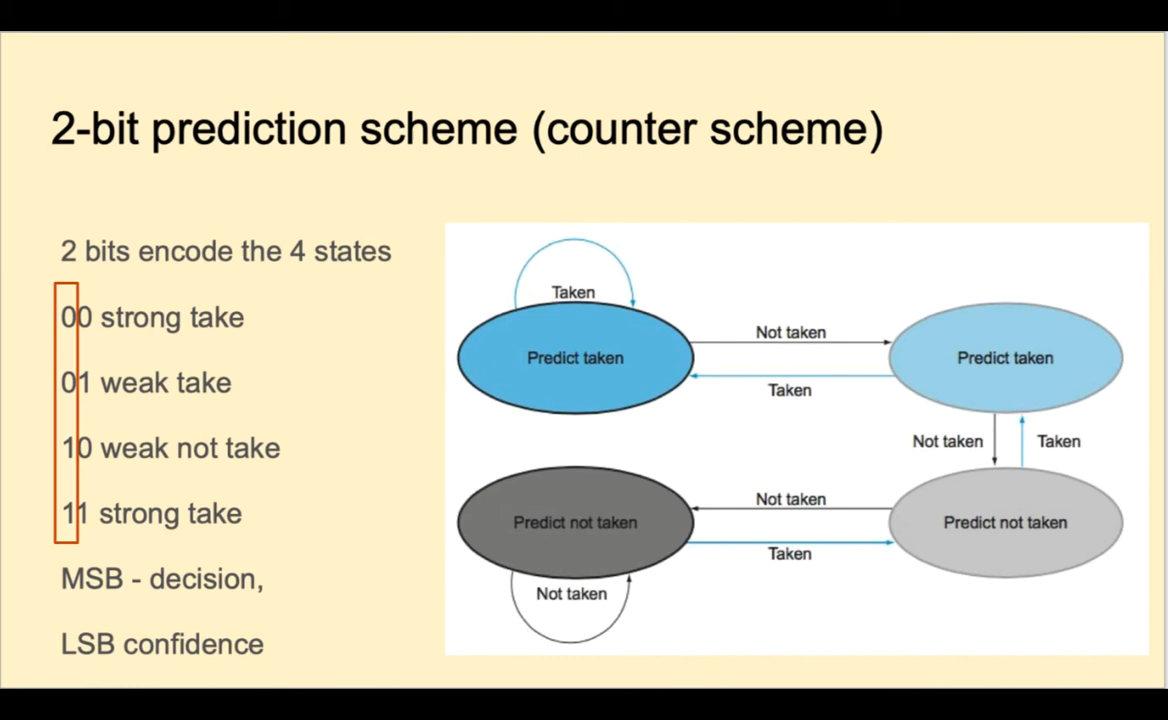 2-bit prediction scheme (counter scheme)
2 bits encode the 4 states
00 strong take
01 weak take
10 weak not take
11 strong take
MSB - decision,
LSB confidence
Taken
Predict taken
Not taken
Taken
Predict taken
Not taken
Taken
Predict not taken
Not taken
Taken
Predict not taken
Not taken